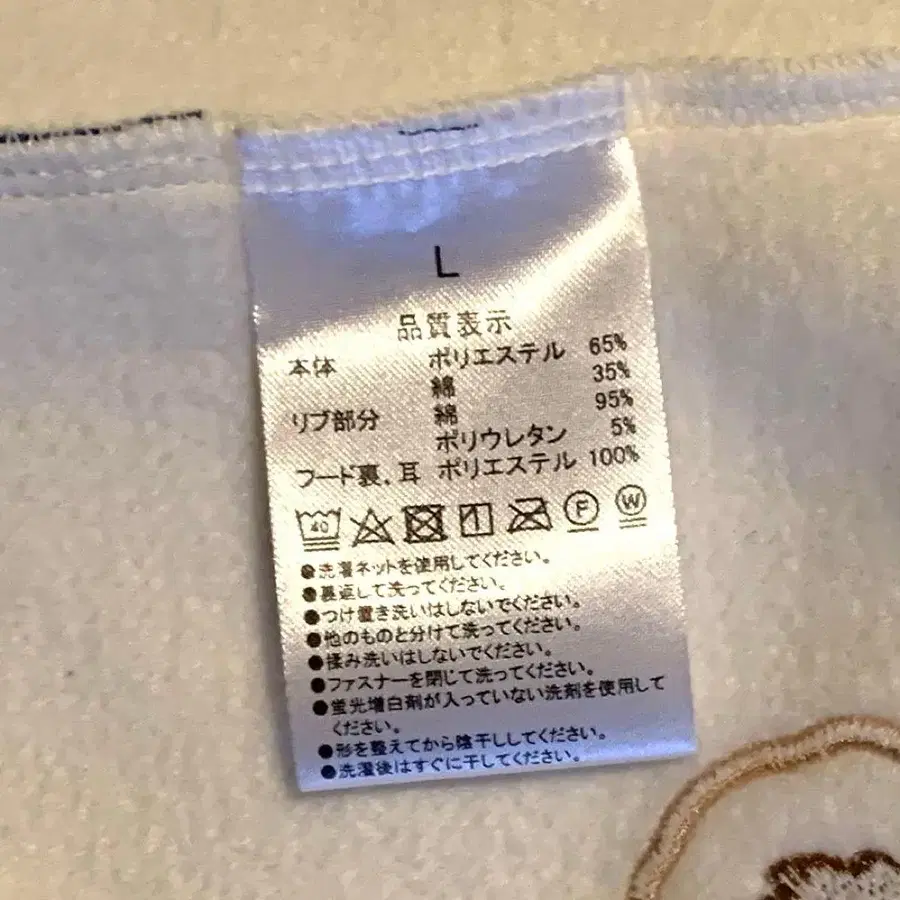 L
品質表示
本体 ポリエステル 65%
綿 35%
リブ部分 綿 95%
ポリウレタン 5%
フード裏、耳 ポリエステル 100%
40 F W
●洗濯ネットを使用してください。
●裏返して洗ってください。
●つけ置き洗いはしないでください。
●他のものと分けて洗ってください。
●揉み洗いはしないでください。
●ファスナーを閉じて洗ってください。
●蛍光増白剤が入っていない洗剤を使用して
ください。
●形を整えてから陰干ししてください。
●洗濯後はすぐに干してください。